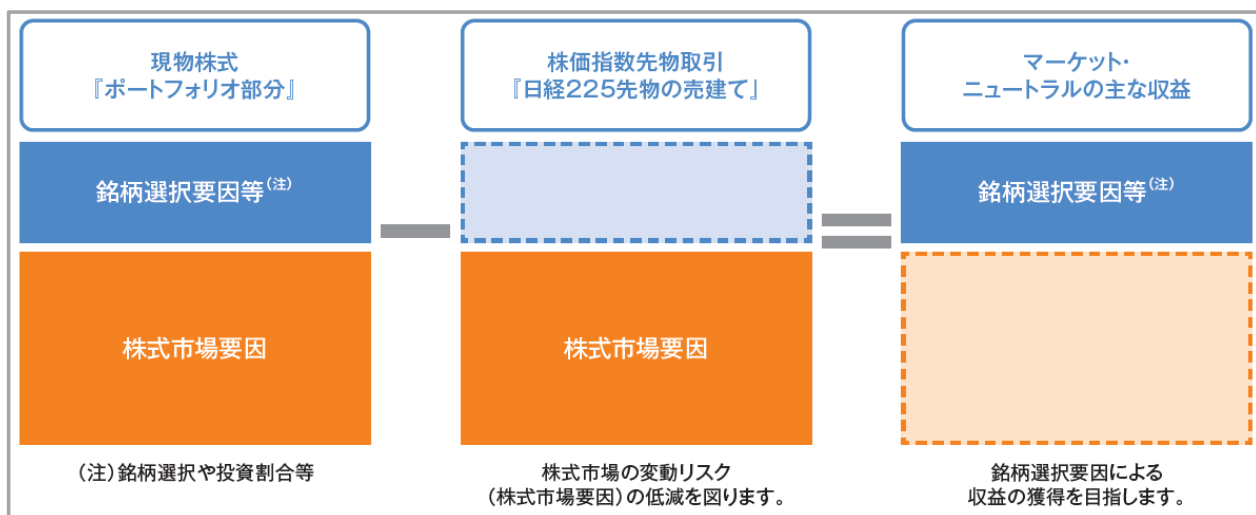 現物株式
『ポートフォリオ部分』
株価指数先物取引
『日経225先物の売建て』
マーケット・
ニュートラルの主な収益
銘柄選択要因等(注)
銘柄選択要因等(注)
株式市場要因
株式市場要因
(注)銘柄選択や投資割合等
株式市場の変動リスク
(株式市場要因)の低減を図ります。
銘柄選択要因による
収益の獲得を目指します。